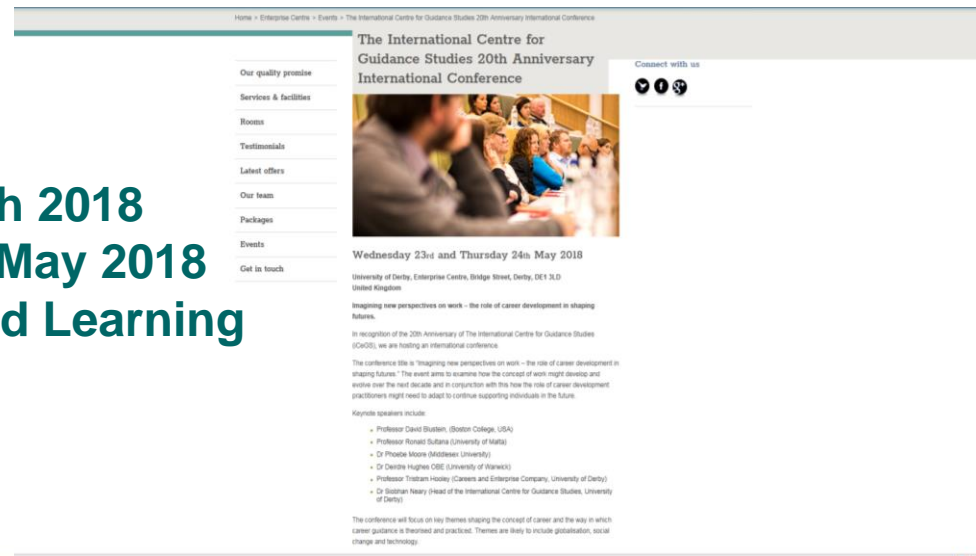 h 2018
May 2018
d Learning
Home > Enterprise Centre > Events > The International Centre for Guidance Studies 20th Anniversary International Conference
The International Centre for
Guidance Studies 20th Anniversary
International Conference
Our quality promise
Services & facilities
Rooms
Testimonials
Latest offers
Our team
Packages
Events
Get in touch
Connect with us
Wednesday 23rd and Thursday 24th May 2018
University of Derby, Enterprise Centre, Bridge Street, Derby, DE1 3LD
United Kingdom
Imagining new perspectives on work – the role of career development in shaping
futures.
In recognition of the 20th Anniversary of The International Centre for Guidance Studies
(iCeGS), we are hosting an international conference.
The conference title is "Imagining new perspectives on work – the role of career development in
shaping futures." The event aims to examine how the concept of work might develop and
evolve over the next decade and in conjunction with this how the role of career development
practitioners might need to adapt to continue supporting individuals in the future.
Keynote speakers include:
Professor David Blustein, (Boston College, USA)
Professor Ronald Sultana (University of Malta)
Dr Phoebe Moore (Middlesex University)
Dr Deirdre Hughes OBE (University of Warwick)
Professor Tristram Hooley (Careers and Enterprise Company, University of Derby)
Dr Siobhan Neary (Head of the International Centre for Guidance Studies, University
of Derby)
The conference will focus on key themes shaping the concept of career and the way in which
career guidance is theorised and practiced. Themes are likely to include globalisation, social
change and technology.